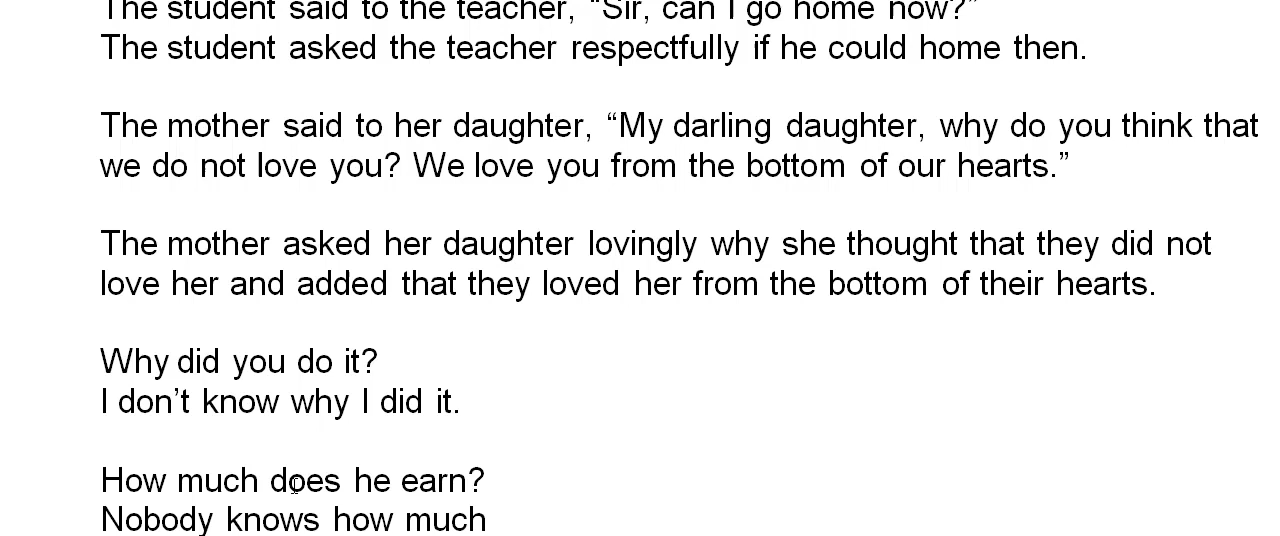 The student said to the teacher, “Sir, can I go home now?”
The student asked the teacher respectfully if he could home then.
The mother said to her daughter, “My darling daughter, why do you think that
we do not love you? We love you from the bottom of our hearts.”
The mother asked her daughter lovingly why she thought that they did not
love her and added that they loved her from the bottom of their hearts.
Why did you do it?
I don’t know why I did it.
How much does he earn?
Nobody knows how much